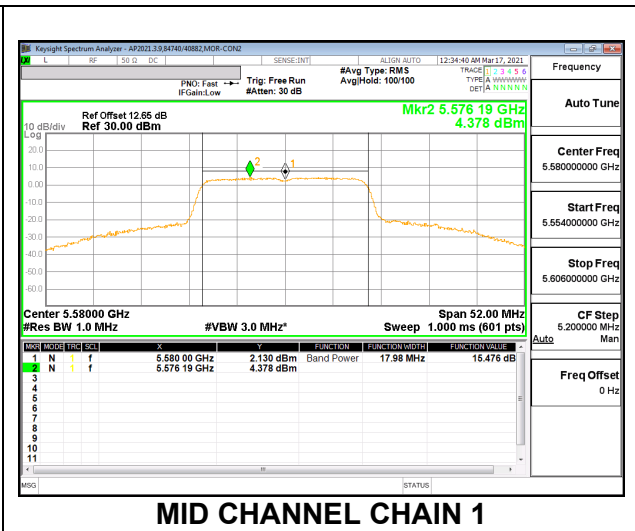 Keysight Spectrum Analyzer - AP2021.3.9,84740/40882,MOR-CON2
LXI L RF 50 Ω DC SENSE:INT ALIGN AUTO 12:34:40 AM Mar 17, 2021
#Avg Type: RMS TRACE 1 2 3 4 5 6
PNO: Fast Trig: Free Run Avg|Hold: 100/100 TYPE A WWWWW
IFGain:Low #Atten: 30 dB DET A N N N N N
Frequency
Auto Tune
Center Freq
5.580000000 GHz
Start Freq
5.554000000 GHz
Stop Freq
5.606000000 GHz
CF Step
5.200000 MHz
Auto Man
Freq Offset
0 Hz
Mkr2 5.576 19 GHz
4.378 dBm
Ref Offset 12.65 dB
10 dB/div Ref 30.00 dBm
Log
20.0
10.0
0.00
-10.0
-20.0
-30.0
-40.0
-50.0
-60.0
2
1
Center 5.58000 GHz Span 52.00 MHz
#Res BW 1.0 MHz #VBW 3.0 MHz* Sweep 1.000 ms (601 pts)
MKR MODE TRC SCL X Y FUNCTION FUNCTION WIDTH FUNCTION VALUE
1 N 1 f 5.580 00 GHz 2.130 dBm Band Power 17.98 MHz 15.476 dB
2 N 1 f 5.576 19 GHz 4.378 dBm
3
4
5
6
7
8
9
10
11
MSG STATUS
MID CHANNEL CHAIN 1